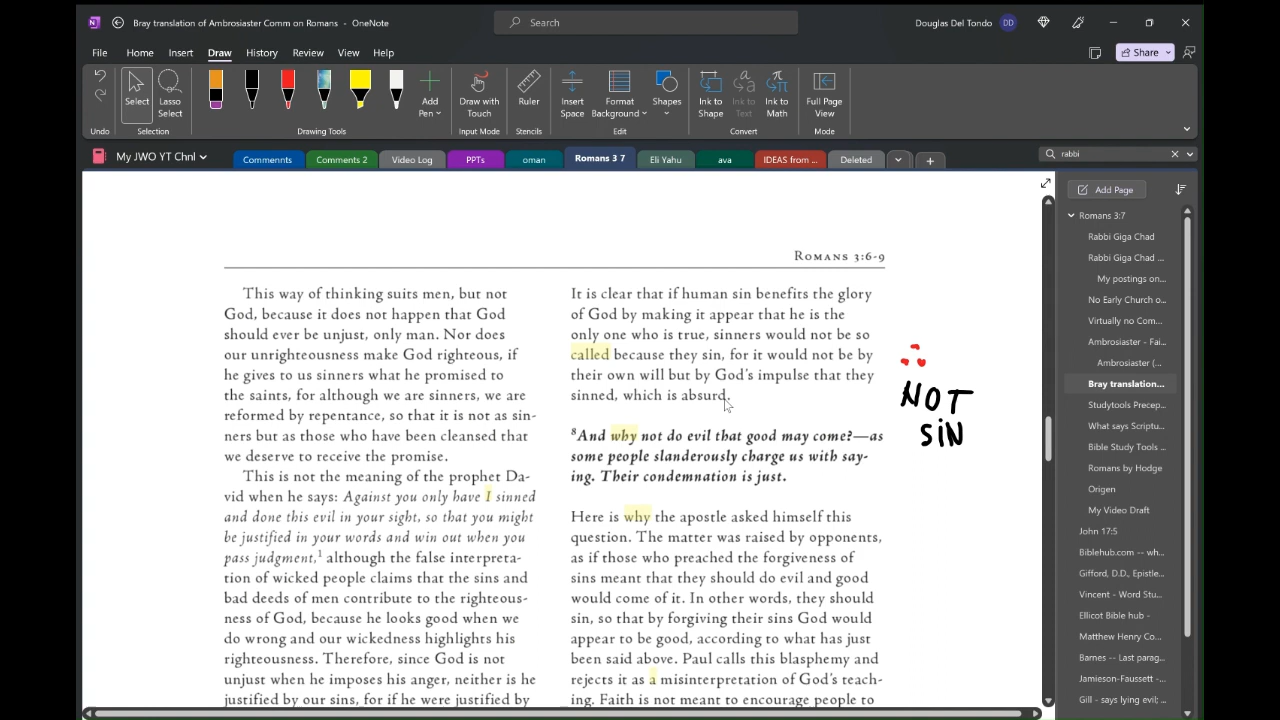 Bray translation of Ambrosiaster Comm on Romans - OneNote
Search
Douglas Del Tondo DD
File Home Insert Draw History Review View Help
Share
Select
Lasso Select
Add Pen
Draw with Touch
Ruler
Insert Space
Format Background
Shapes
Ink to Shape
Ink to Text
Ink to Math
Full Page View
Undo Selection Drawing Tools Input Mode Stencils Edit Convert Mode
My JWO YT Chnl Commennts Comments 2 Video Log PPTs oman Romans 3 7 Eli Yahu ava IDEAS from ... Deleted + rabbi
ROMANS 3:6-9
This way of thinking suits men, but not
God, because it does not happen that God
should ever be unjust, only man. Nor does
our unrighteousness make God righteous, if
he gives to us sinners what he promised to
the saints, for although we are sinners, we are
reformed by repentance, so that it is not as sin-
ners but as those who have been cleansed that
we deserve to receive the promise.
This is not the meaning of the prophet Da-
vid when he says: Against you only have I sinned
and done this evil in your sight, so that you might
be justified in your words and win out when you
pass judgment,¹ although the false interpreta-
tion of wicked people claims that the sins and
bad deeds of men contribute to the righteous-
ness of God, because he looks good when we
do wrong and our wickedness highlights his
righteousness. Therefore, since God is not
unjust when he imposes his anger, neither is he
justified by our sins, for if he were justified by
It is clear that if human sin benefits the glory
of God by making it appear that he is the
only one who is true, sinners would not be so
called because they sin, for it would not be by
their own will but by God's impulse that they
sinned, which is absurd.
⁸And why not do evil that good may come?—as
some people slanderously charge us with say-
ing. Their condemnation is just.
Here is why the apostle asked himself this
question. The matter was raised by opponents,
as if those who preached the forgiveness of
sins meant that they should do evil and good
would come of it. In other words, they should
sin, so that by forgiving their sins God would
appear to be good, according to what has just
been said above. Paul calls this blasphemy and
rejects it as a misinterpretation of God's teach-
ing. Faith is not meant to encourage people to
∴
NOT
SIN
Add Page
Romans 3:7
Rabbi Giga Chad
Rabbi Giga Chad ...
My postings on...
No Early Church o...
Virtually no Com...
Ambrosiaster - Fai...
Ambrosiaster (...
Bray translation...
Studytools Precep...
What says Scriptu...
Bible Study Tools ...
Romans by Hodge
Origen
My Video Draft
John 17:5
Biblehub.com -- wh...
Gifford, D.D., Epistle...
Vincent - Word Stu...
Ellicot Bible hub -
Matthew Henry Co...
Barnes -- Last parag...
Jamieson-Faussett -...
Gill - says lying evil; ...